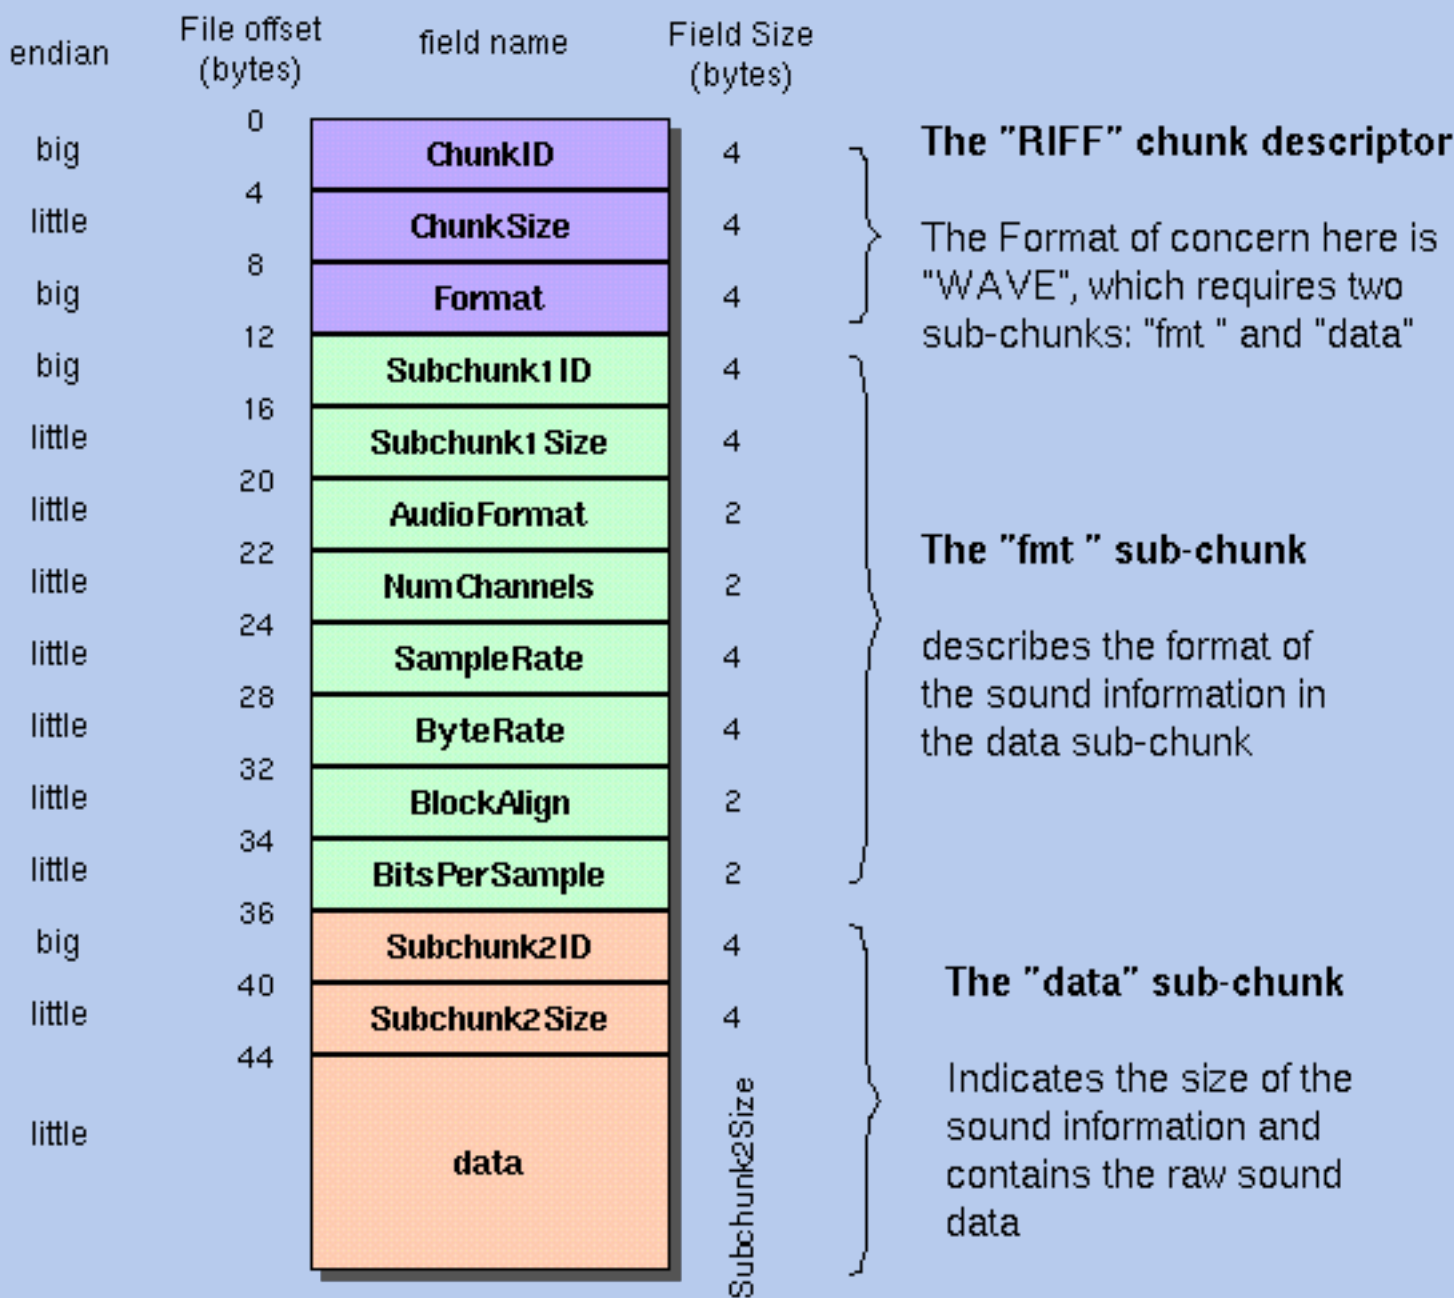 endian
File offset
(bytes)
field name
Field Size
(bytes)
0
big
ChunkID
4
4
little
ChunkSize
4
8
big
Format
4
12
The "RIFF" chunk descriptor
The Format of concern here is
"WAVE", which requires two
sub-chunks: "fmt " and "data"
big
Subchunk1ID
4
16
little
Subchunk1Size
4
20
little
AudioFormat
2
22
little
NumChannels
2
24
little
SampleRate
4
28
little
ByteRate
4
32
little
BlockAlign
2
34
little
BitsPerSample
2
36
The "fmt " sub-chunk
describes the format of
the sound information in
the data sub-chunk
big
Subchunk2ID
4
40
little
Subchunk2Size
4
44
little
data
Subchunk2Size
The "data" sub-chunk
Indicates the size of the
sound information and
contains the raw sound
data